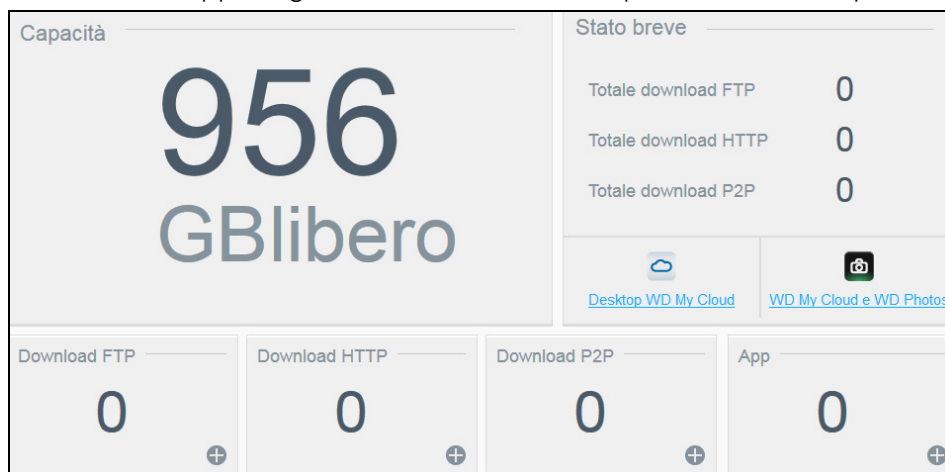 Capacità
956
GBlibero
Stato breve
Totale download FTP 0
Totale download HTTP 0
Totale download P2P 0
Desktop WD My Cloud
WD My Cloud e WD Photos
Download FTP
0
Download HTTP
0
Download P2P
0
App
0